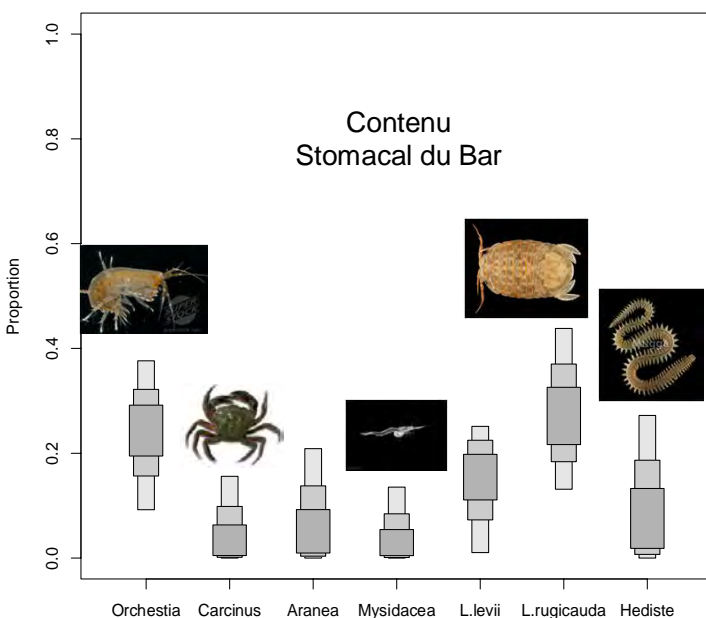 Contenu
Stomacal du Bar
Proportion
1.0
0.8
0.6
0.4
0.2
0.0
Orchestia Carcinus Aranea Mysidacea L.levii L.rugicauda Hediste